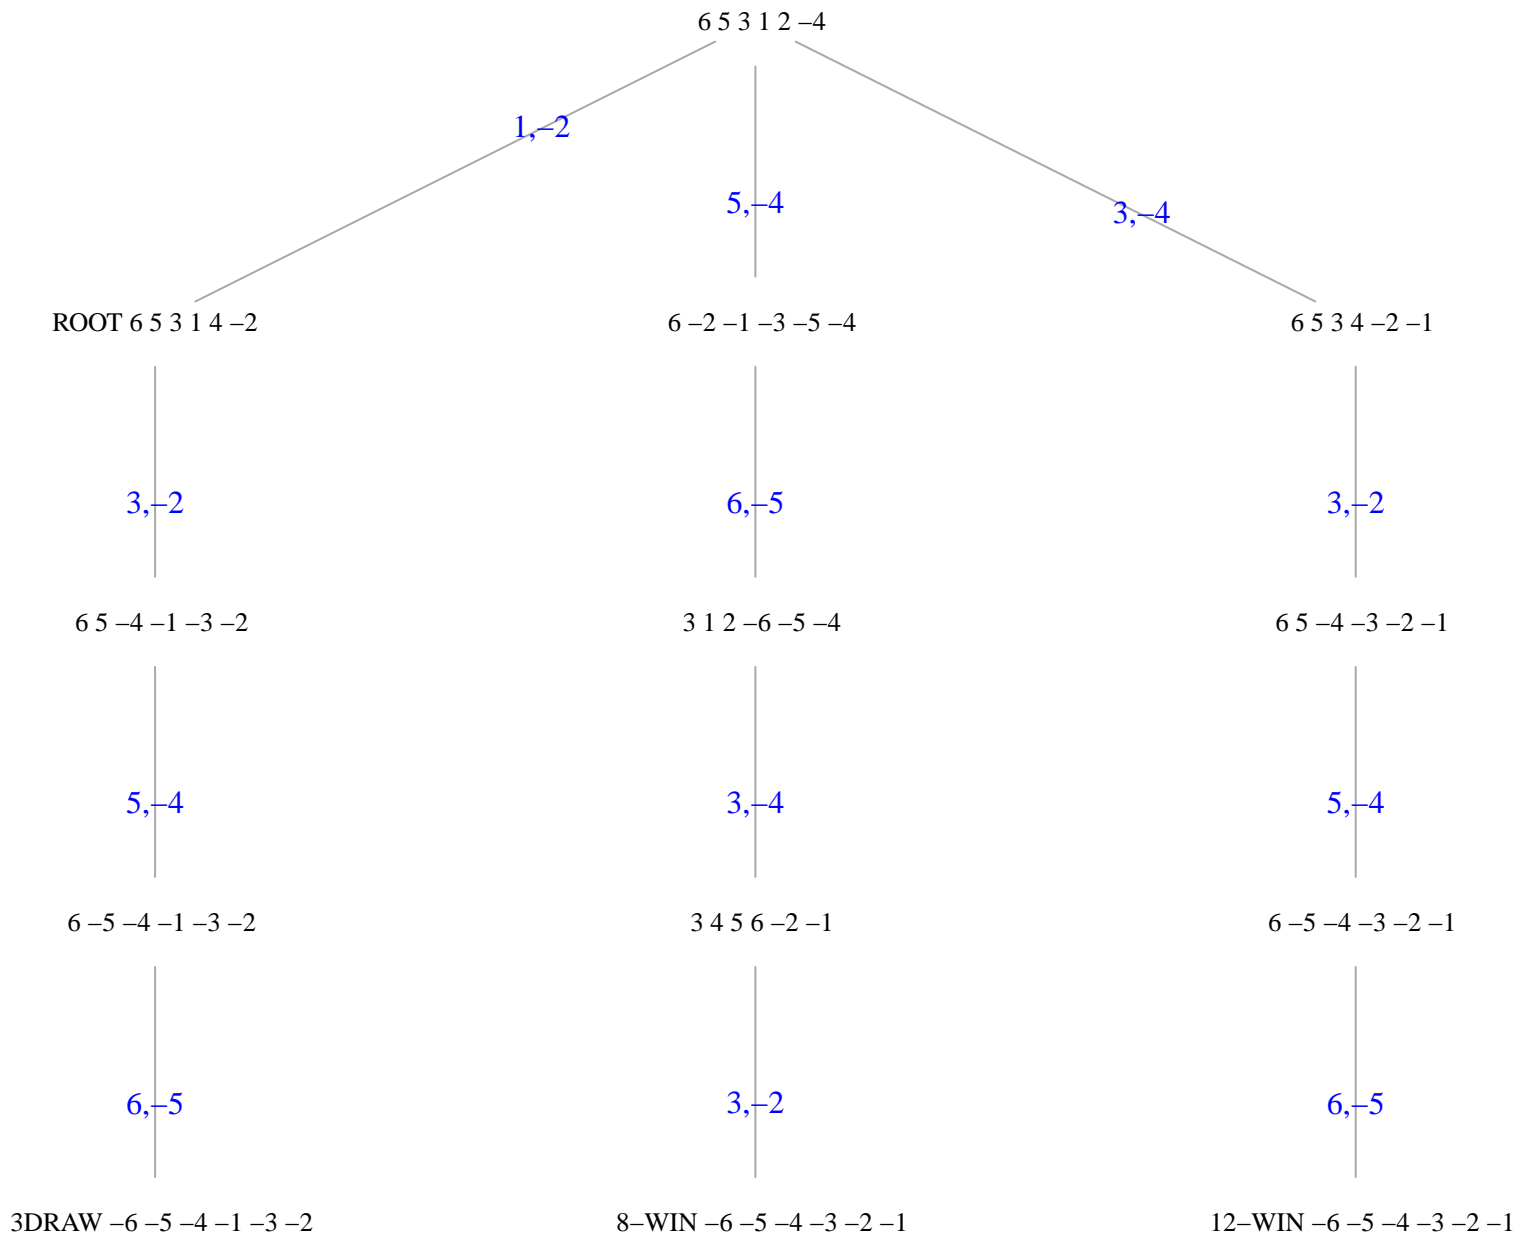 6 5 3 1 2 –4
1,–2
5,–4
3,–4
ROOT 6 5 3 1 4 –2
6 –2 –1 –3 –5 –4
6 5 3 4 –2 –1
3,–2
6,–5
3,–2
6 5 –4 –1 –3 –2
3 1 2 –6 –5 –4
6 5 –4 –3 –2 –1
5,–4
3,–4
5,–4
6 –5 –4 –1 –3 –2
3 4 5 6 –2 –1
6 –5 –4 –3 –2 –1
6,–5
3,–2
6,–5
3DRAW –6 –5 –4 –1 –3 –2
8–WIN –6 –5 –4 –3 –2 –1
12–WIN –6 –5 –4 –3 –2 –1